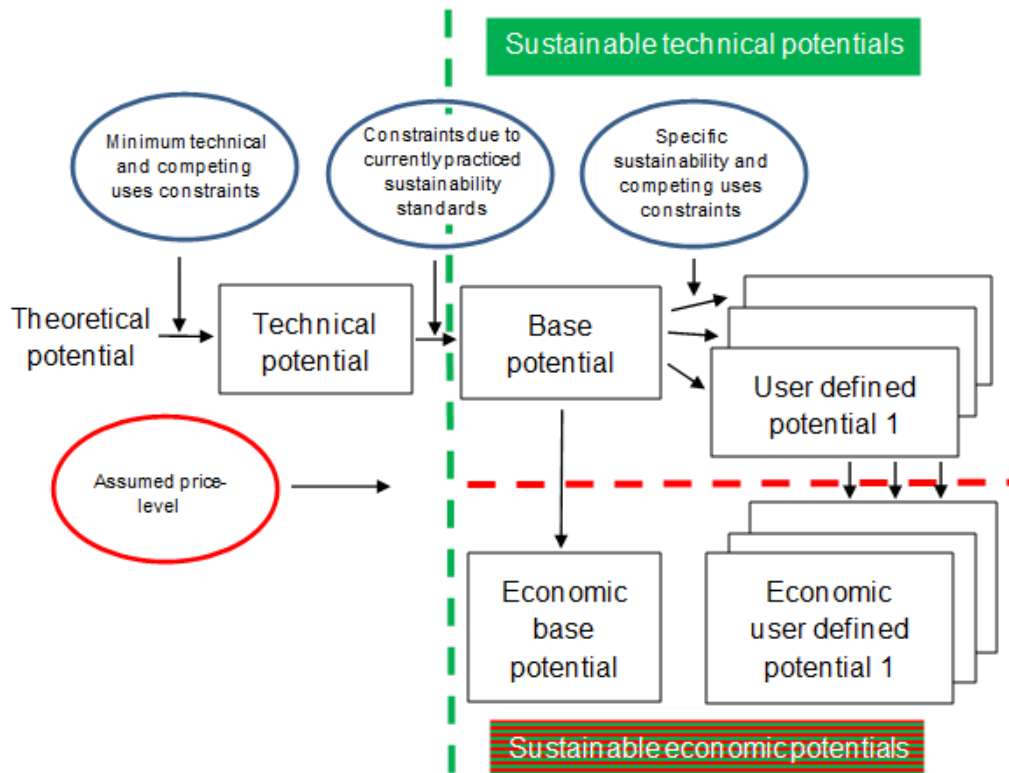 Sustainable technical potentials
Minimum technical
and competing
uses constraints
Constraints due to
currently practiced
sustainability
standards
Specific
sustainability and
competing uses
constraints
Theoretical
potential
Technical
potential
Base
potential
User defined
potential 1
Assumed price-
level
Economic
base
potential
Economic
user defined
potential 1
Sustainable economic potentials